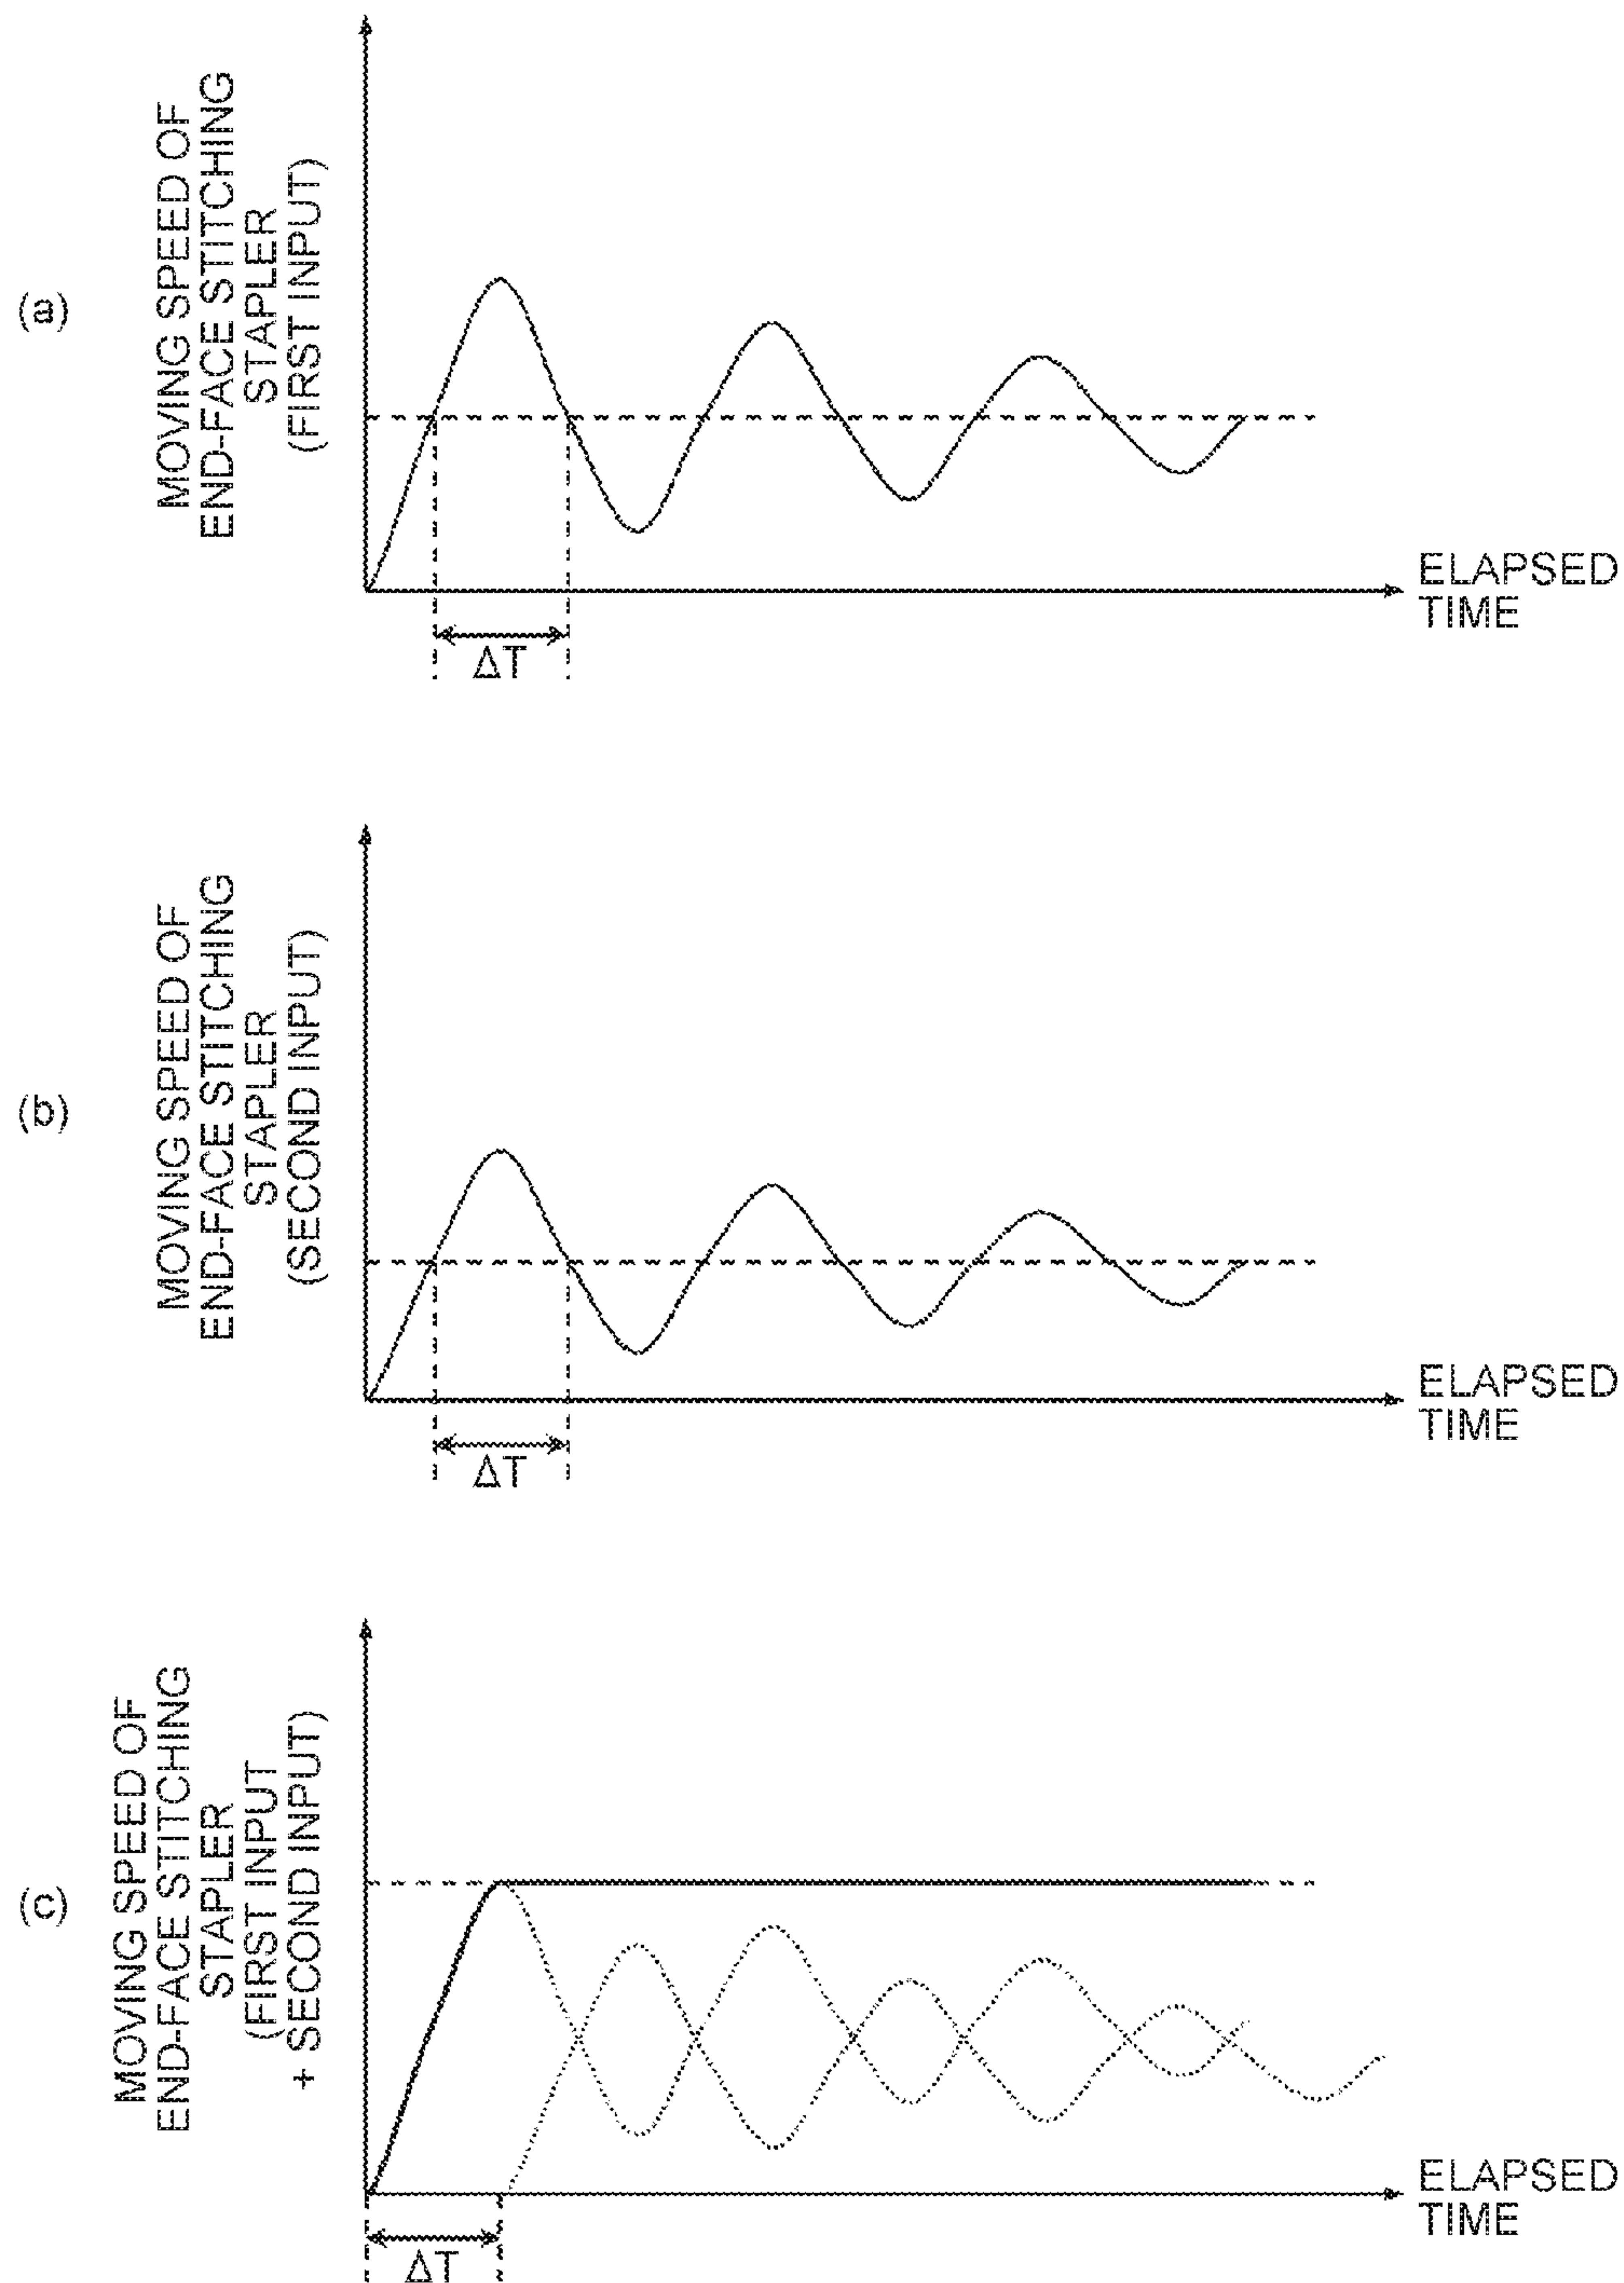 (a)
MOVING SPEED OF
END-FACE STITCHING
STAPLER
(FIRST INPUT)
ELAPSED
TIME
ΔT
(b)
MOVING SPEED OF
END-FACE STITCHING
STAPLER
(SECOND INPUT)
ELAPSED
TIME
ΔT
(c)
MOVING SPEED OF
END-FACE STITCHING
STAPLER
(FIRST INPUT
+ SECOND INPUT)
ELAPSED
TIME
ΔT